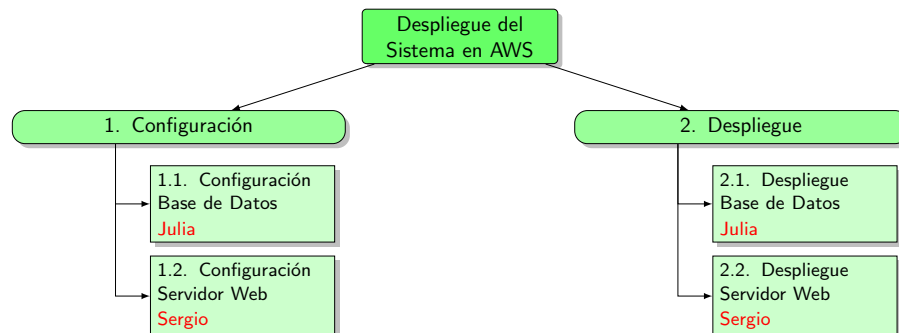 Despliegue del
Sistema en AWS
1. Configuración
2. Despliegue
1.1. Configuración
Base de Datos
Julia
2.1. Despliegue
Base de Datos
Julia
1.2. Configuración
Servidor Web
Sergio
2.2. Despliegue
Servidor Web
Sergio